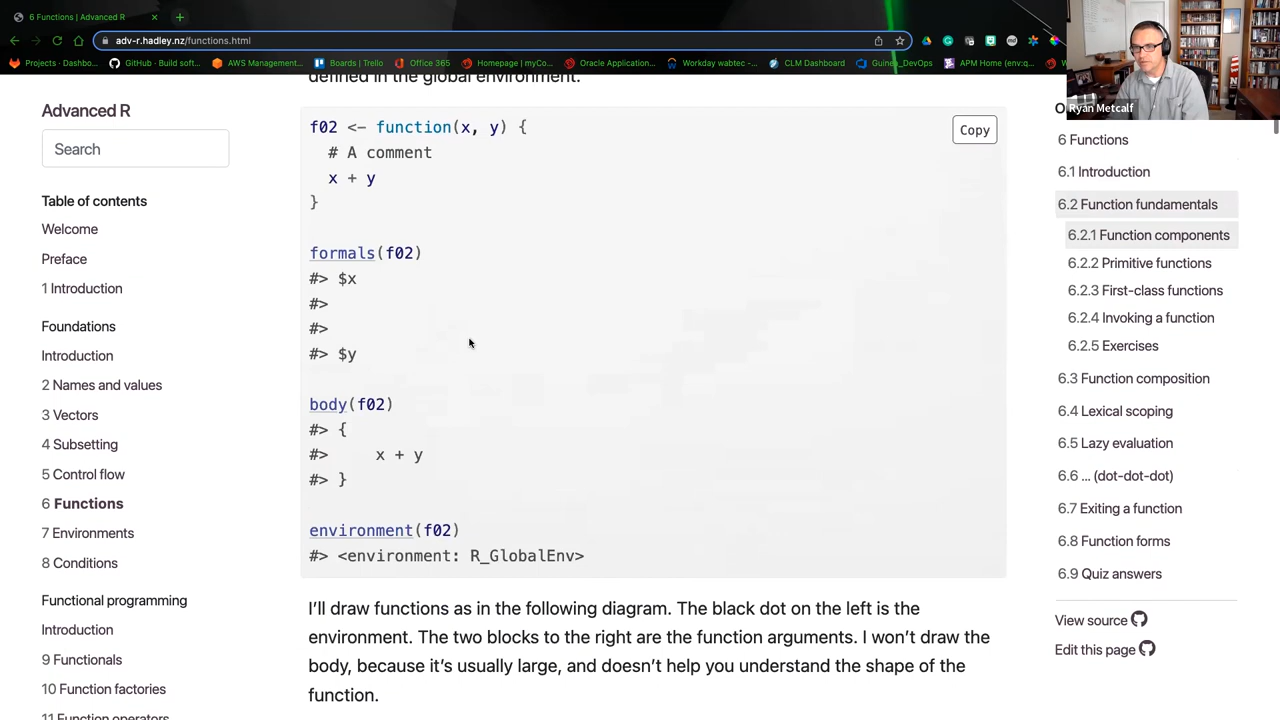 6 Functions | Advanced R
adv-r.hadley.nz/functions.html
Projects - Dashbo...
GitHub - Build soft...
AWS Management...
Boards | Trello
Office 365
Homepage | myCo...
Oracle Application...
Workday wabtec -...
CLM Dashboard
Guinea_DevOps
APM Home (env:q...
Ryan Metcalf
Advanced R
Search
Table of contents
Welcome
Preface
1 Introduction
Foundations
Introduction
2 Names and values
3 Vectors
4 Subsetting
5 Control flow
6 Functions
7 Environments
8 Conditions
Functional programming
Introduction
9 Functionals
10 Function factories
11 Function operators
defined in the global environment.
Copy
f02 <- function(x, y) {
  # A comment
  x + y
}
formals(f02)
#> $x
#>
#>
#> $y
body(f02)
#> {
#>     x + y
#> }
environment(f02)
#> <environment: R_GlobalEnv>
I'll draw functions as in the following diagram. The black dot on the left is the
environment. The two blocks to the right are the function arguments. I won't draw the
body, because it's usually large, and doesn't help you understand the shape of the
function.
6 Functions
6.1 Introduction
6.2 Function fundamentals
6.2.1 Function components
6.2.2 Primitive functions
6.2.3 First-class functions
6.2.4 Invoking a function
6.2.5 Exercises
6.3 Function composition
6.4 Lexical scoping
6.5 Lazy evaluation
6.6 ... (dot-dot-dot)
6.7 Exiting a function
6.8 Function forms
6.9 Quiz answers
View source
Edit this page